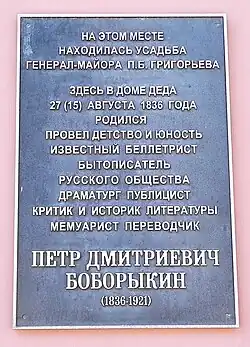 НА ЭТОМ МЕСТЕ
НАХОДИЛАСЬ УСАДЬБА
ГЕНЕРАЛ-МАЙОРА П.Б. ГРИГОРЬЕВА
ЗДЕСЬ В ДОМЕ ДЕДА
27 (15) АВГУСТА 1836 ГОДА
РОДИЛСЯ
ПРОВЕЛ ДЕТСТВО И ЮНОСТЬ
ИЗВЕСТНЫЙ БЕЛЛЕТРИСТ
БЫТОПИСАТЕЛЬ
РУССКОГО ОБЩЕСТВА
ДРАМАТУРГ ПУБЛИЦИСТ
КРИТИК И ИСТОРИК ЛИТЕРАТУРЫ
МЕМУАРИСТ ПЕРЕВОДЧИК
ПЕТР ДМИТРИЕВИЧ
БОБОРЫКИН
(1836-1921)